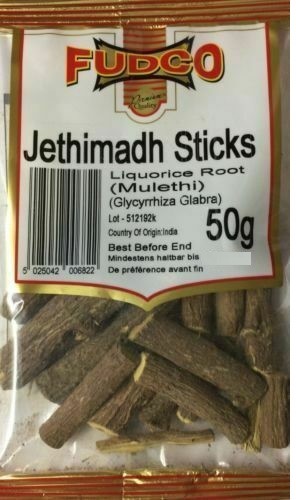 FUDCO
Premium
Quality
Jethimadh Sticks
Liquorice Root
(Mulethi)
(Glycyrrhiza Glabra)
Lot - 512192k
50g
Country Of Origin:India
Best Before End
Mindestens haltbar bis
De préférence avant fin
5 025042 006822